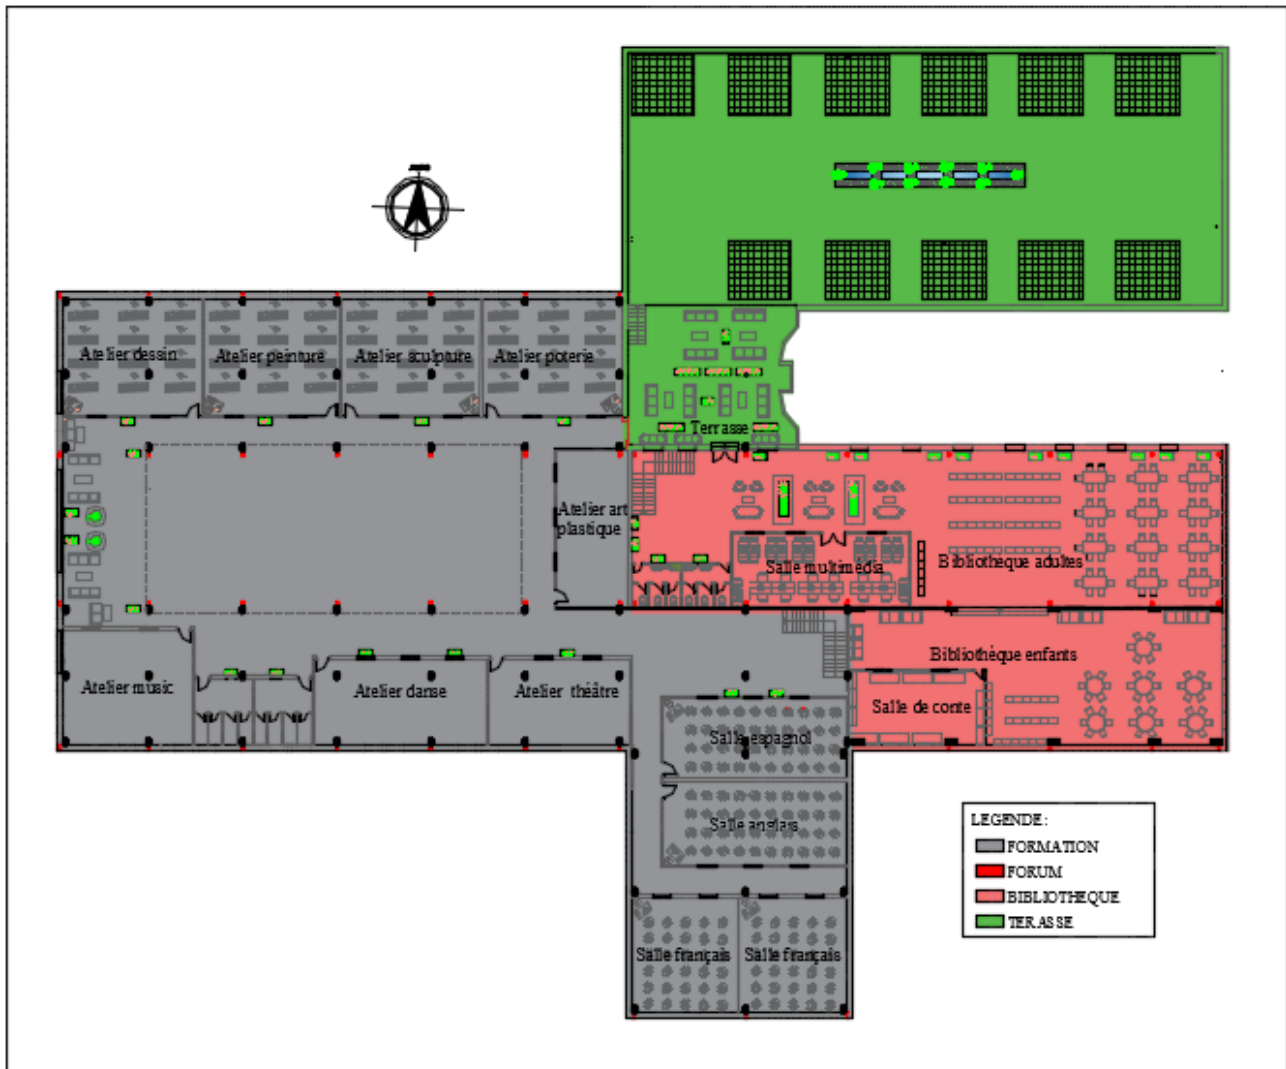 Atelier dessin
Atelier peinture
Atelier sculpture
Atelier poterie
Terrasse
Atelier art
plastique
Salle multimédia
Bibliothèque adultes
Bibliothèque enfants
Atelier music
Atelier danse
Atelier théâtre
Salle de conte
Salle espagnol
Salle anglais
Salle français
Salle français
LEGENDE:
FORMATION
FORUM
BIBLIOTHEQUE
TERASSE